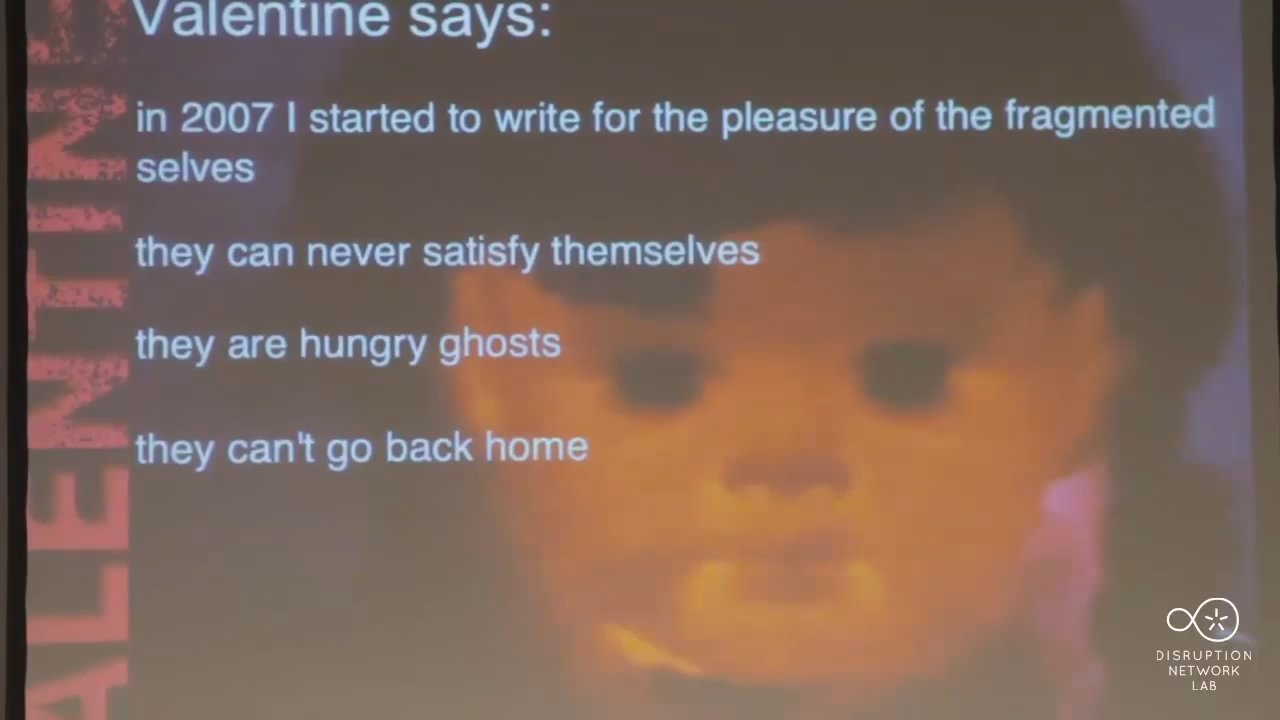 Valentine says:
in 2007 I started to write for the pleasure of the fragmented
selves
they can never satisfy themselves
they are hungry ghosts
they can't go back home
ALENTINE
DISRUPTION
NETWORK
LAB